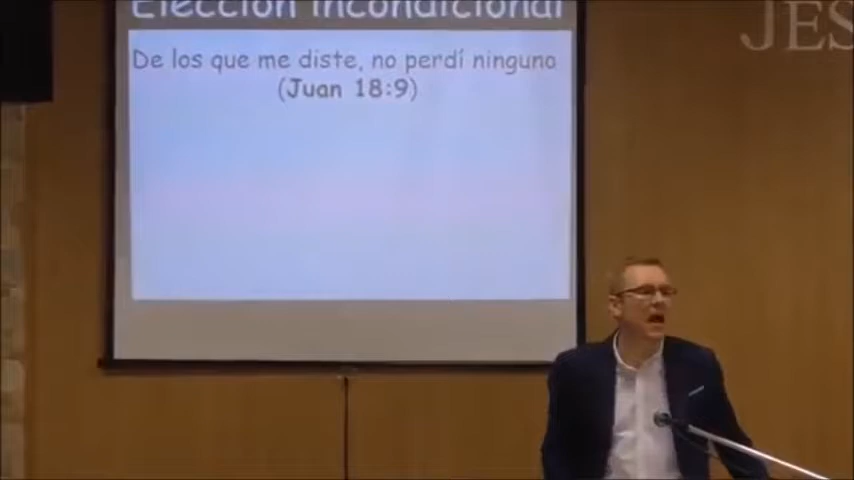 Elección Incondicional
De los que me diste, no perdí ninguno
(Juan 18:9)
JES